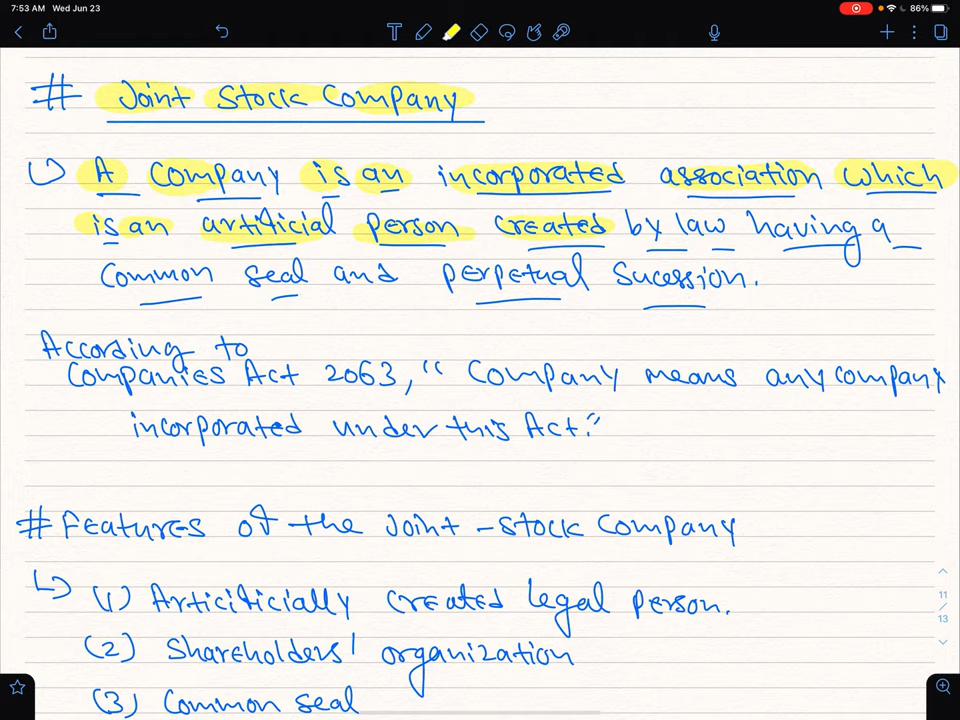 7:53 AM Wed Jun 23
86%
# Joint Stock Company
A company is an incorporated association which
is an artificial person created by law having a
common seal and perpetual Sucession.
According to
Companies Act 2063, "Company means any company
incorporated under this Act."
# Features of the Joint-Stock Company
(1) Articificially created legal person.
(2) Shareholders' organization
(3) Common seal
11
/
13